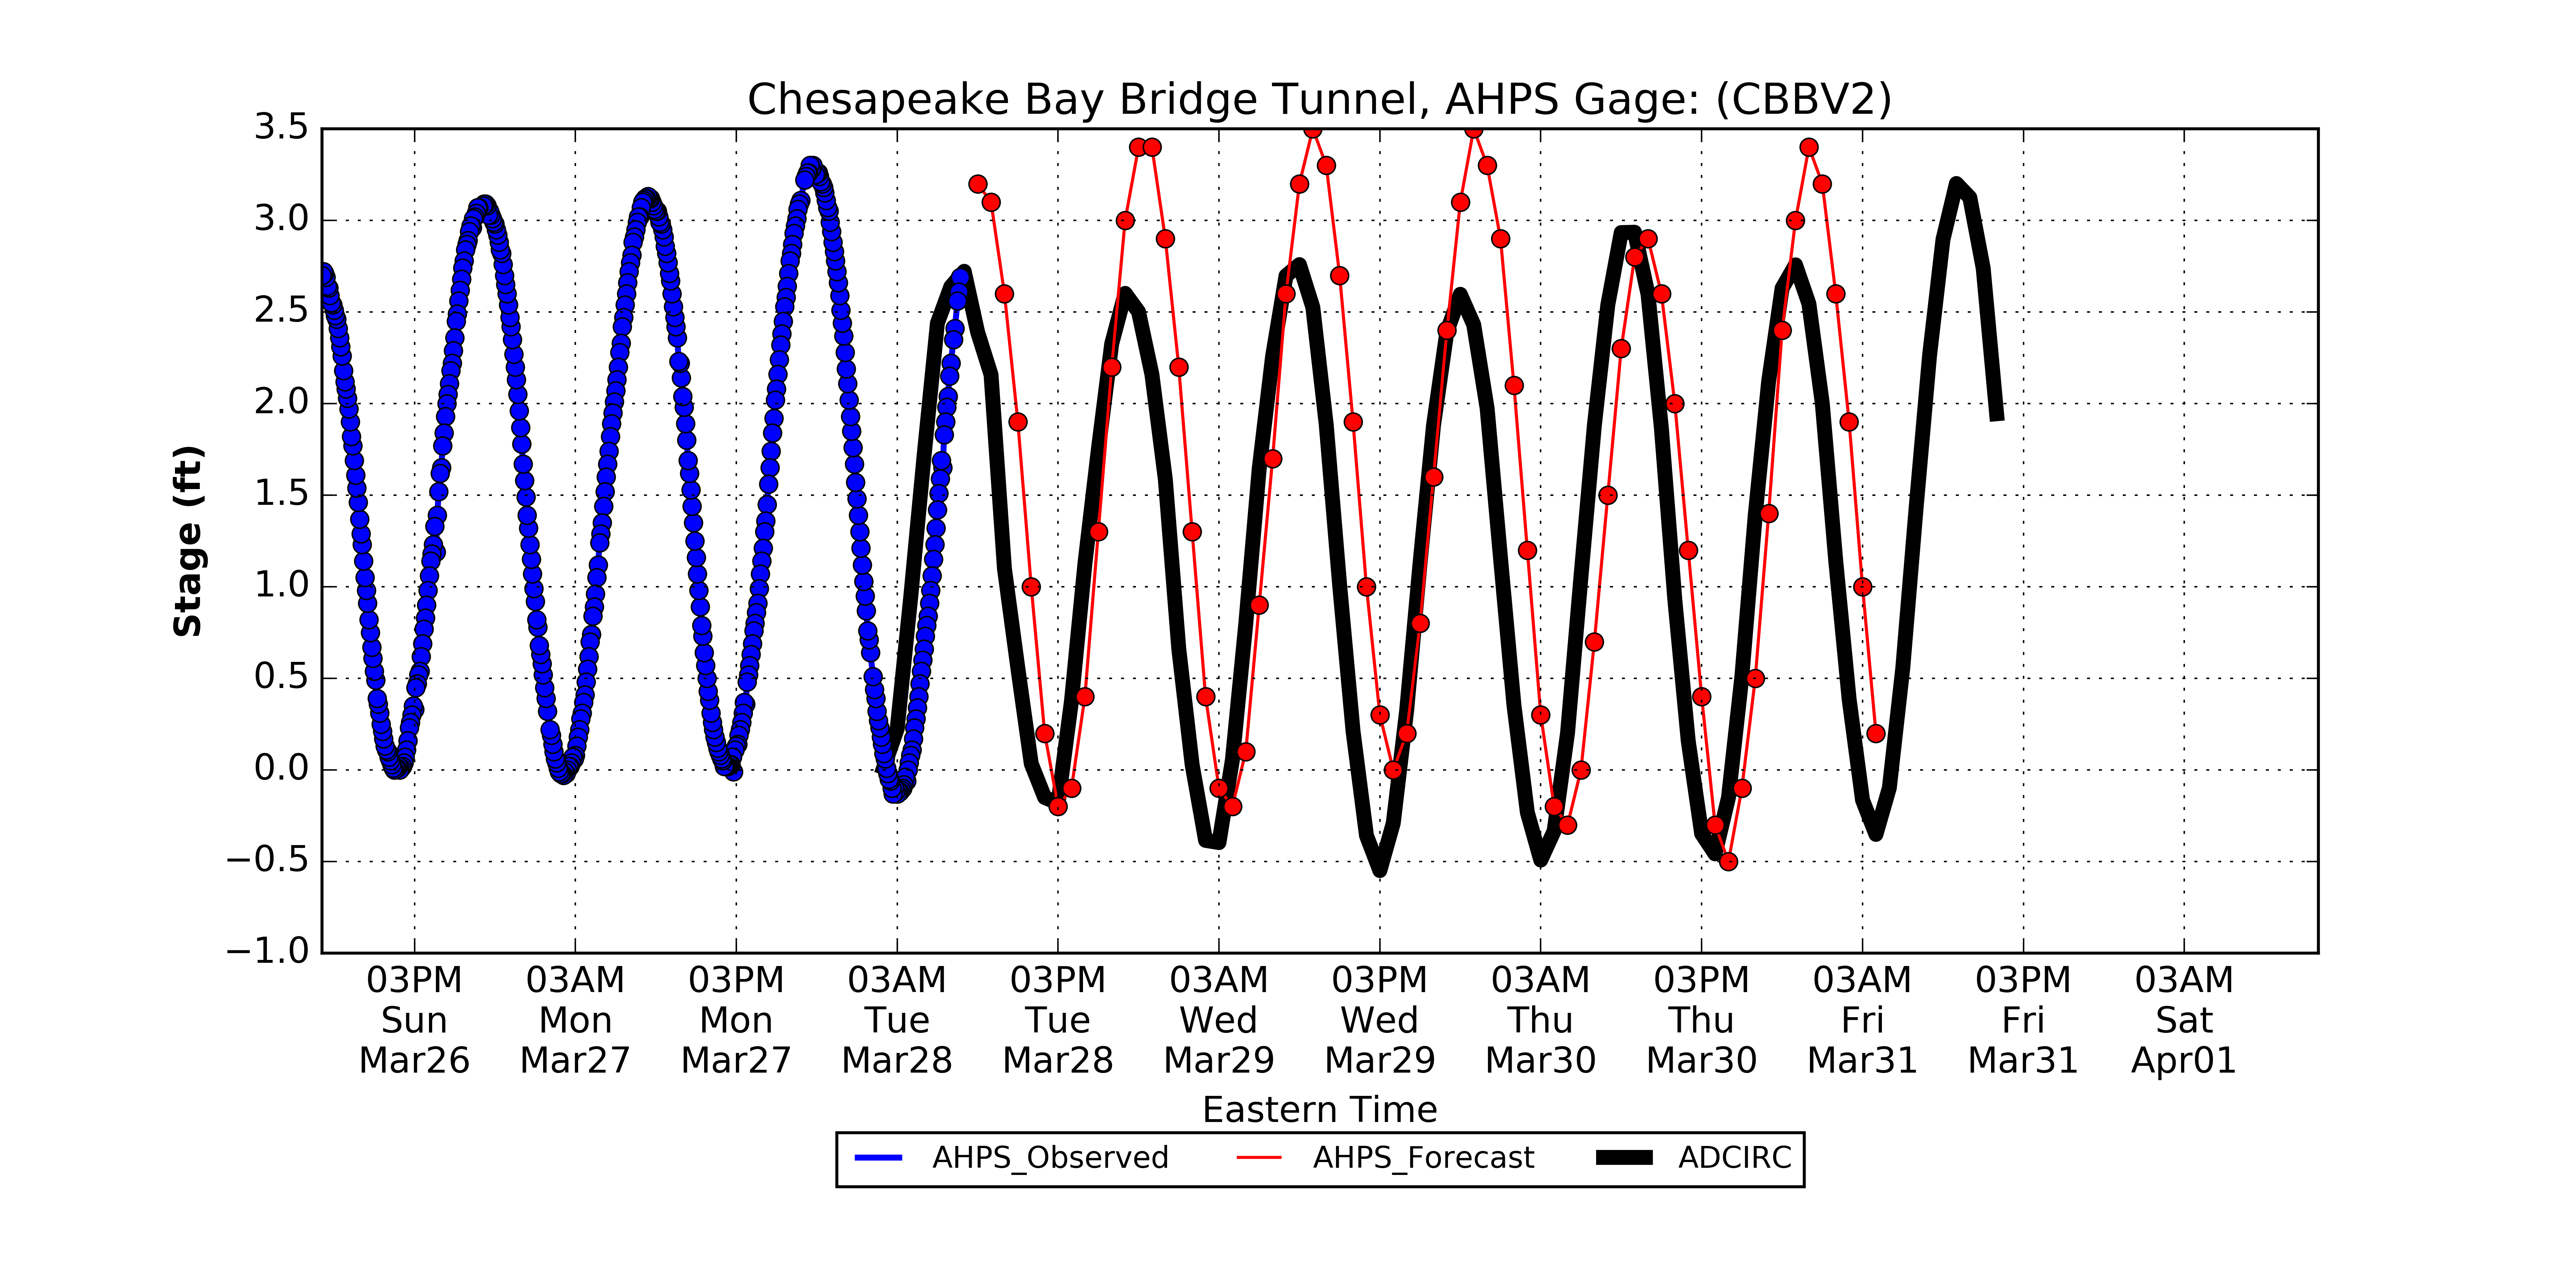 Chesapeake Bay Bridge Tunnel, AHPS Gage: (CBBV2)
3.5
3.0
2.5
2.0
1.5
1.0
0.5
0.0
−0.5
−1.0
Stage (ft)
03PM 03AM 03PM 03AM 03PM 03AM 03PM 03AM 03PM 03AM 03PM 03AM
Sun Mon Mon Tue Tue Wed Wed Thu Thu Fri Fri Sat
Mar26 Mar27 Mar27 Mar28 Mar28 Mar29 Mar29 Mar30 Mar30 Mar31 Mar31 Apr01
Eastern Time
AHPS_Observed AHPS_Forecast ADCIRC